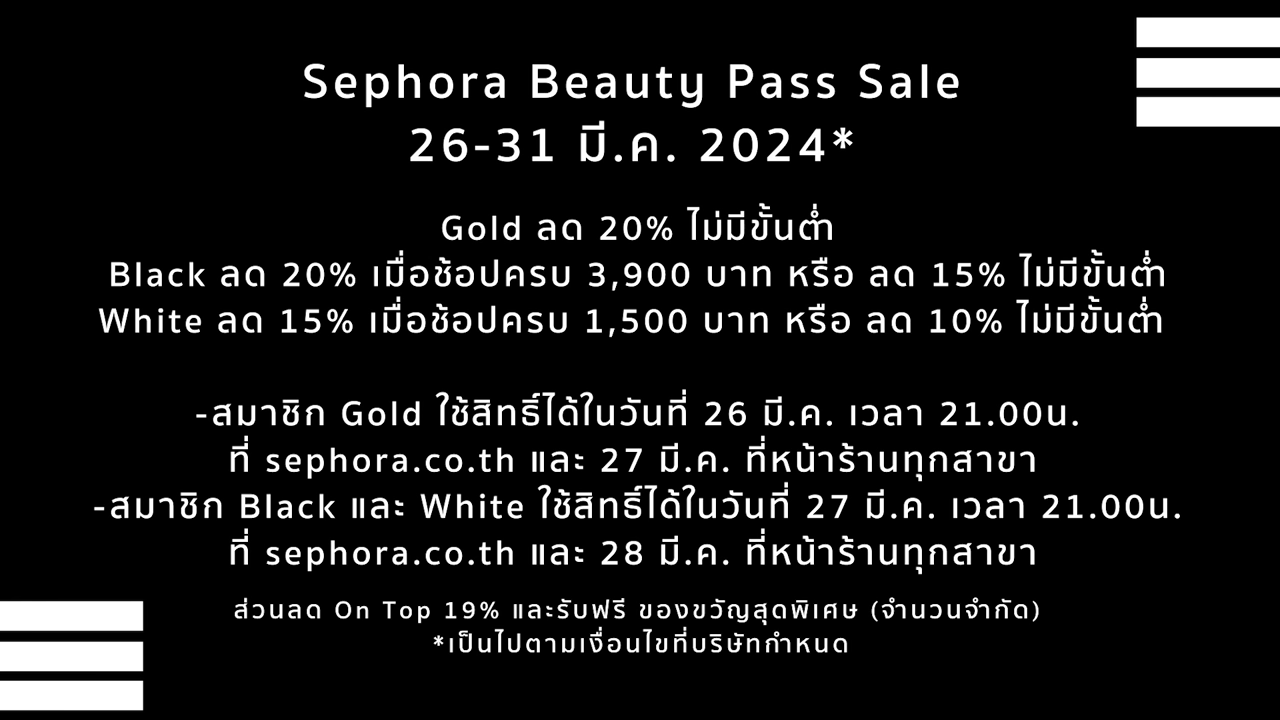 Sephora Beauty Pass Sale
26-31 มี.ค. 2024*
Gold ลด 20% ไม่มีขั้นต่ำ
Black ลด 20% เมื่อช้อปครบ 3,900 บาท หรือ ลด 15% ไม่มีขั้นต่ำ
White ลด 15% เมื่อช้อปครบ 1,500 บาท หรือ ลด 10% ไม่มีขั้นต่ำ
-สมาชิก Gold ใช้สิทธิ์ได้ในวันที่ 26 มี.ค. เวลา 21.00น.
ที่ sephora.co.th และ 27 มี.ค. ที่หน้าร้านทุกสาขา
-สมาชิก Black และ White ใช้สิทธิ์ได้ในวันที่ 27 มี.ค. เวลา 21.00น.
ที่ sephora.co.th และ 28 มี.ค. ที่หน้าร้านทุกสาขา
ส่วนลด On Top 19% และรับฟรี ของขวัญสุดพิเศษ (จำนวนจำกัด)
*เป็นไปตามเงื่อนไขที่บริษัทกำหนด